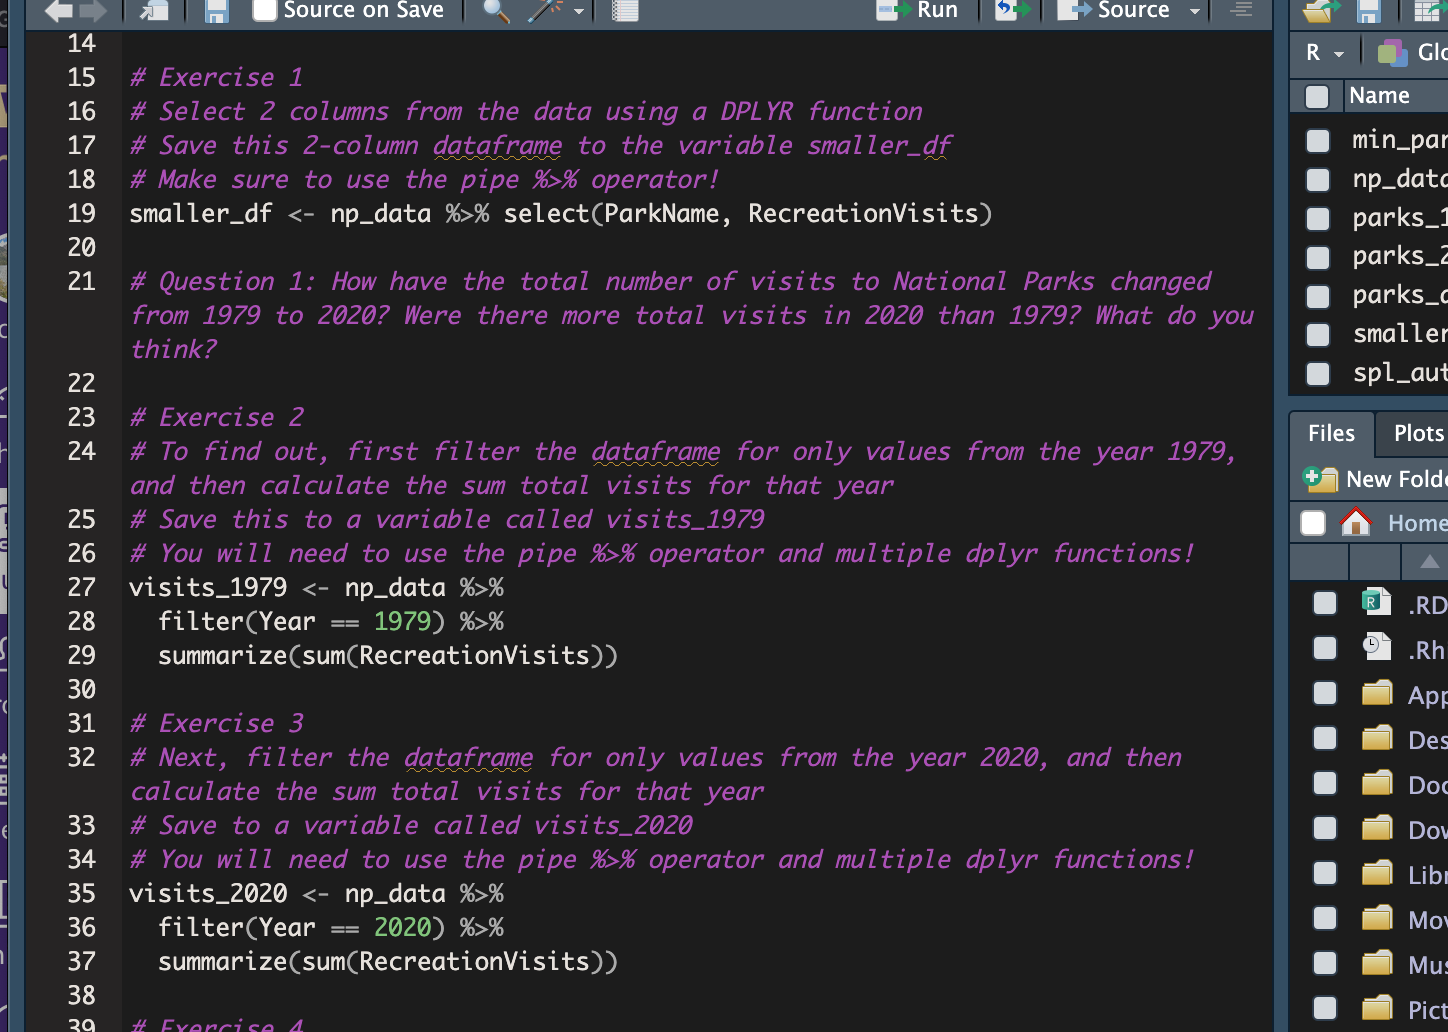 Source on Save
Run
Source
14
15 # Exercise 1
16 # Select 2 columns from the data using a DPLYR function
17 # Save this 2-column dataframe to the variable smaller_df
18 # Make sure to use the pipe %>% operator!
19 smaller_df <- np_data %>% select(ParkName, RecreationVisits)
20
21 # Question 1: How have the total number of visits to National Parks changed
from 1979 to 2020? Were there more total visits in 2020 than 1979? What do you
think?
22
23 # Exercise 2
24 # To find out, first filter the dataframe for only values from the year 1979,
and then calculate the sum total visits for that year
25 # Save this to a variable called visits_1979
26 # You will need to use the pipe %>% operator and multiple dplyr functions!
27 visits_1979 <- np_data %>%
28 filter(Year == 1979) %>%
29 summarize(sum(RecreationVisits))
30
31 # Exercise 3
32 # Next, filter the dataframe for only values from the year 2020, and then
calculate the sum total visits for that year
33 # Save to a variable called visits_2020
34 # You will need to use the pipe %>% operator and multiple dplyr functions!
35 visits_2020 <- np_data %>%
36 filter(Year == 2020) %>%
37 summarize(sum(RecreationVisits))
38
39 # Exercise 4
R Glo
Name
min_par
np_data
parks_1
parks_2
smaller
spl_aut
Files Plots
New Folde
Home
.RD
.Rh
App
Des
Doc
Dow
Libr
Mov
Mus
Pict